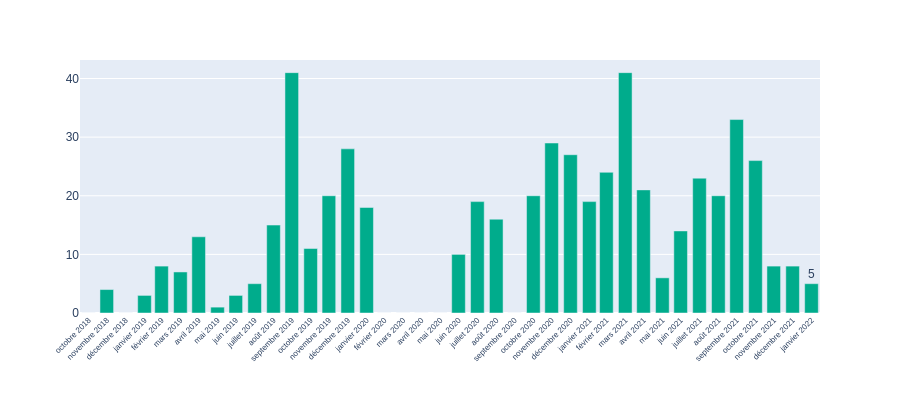 40
30
20
10
0
5
octobre 2018
novembre 2018
décembre 2018
janvier 2019
février 2019
mars 2019
avril 2019
mai 2019
juin 2019
juillet 2019
août 2019
septembre 2019
octobre 2019
novembre 2019
décembre 2019
janvier 2020
février 2020
mars 2020
avril 2020
mai 2020
juin 2020
juillet 2020
août 2020
septembre 2020
octobre 2020
novembre 2020
décembre 2020
janvier 2021
février 2021
mars 2021
avril 2021
mai 2021
juin 2021
juillet 2021
août 2021
septembre 2021
octobre 2021
novembre 2021
décembre 2021
janvier 2022